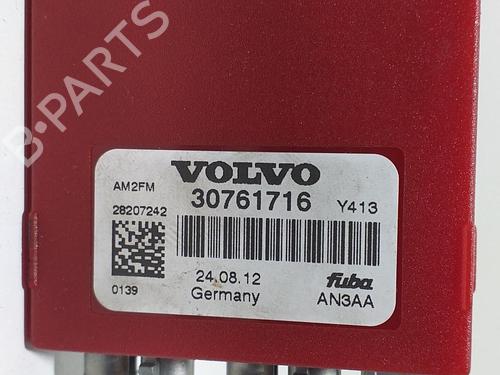 B-PARTS
VOLVO
AM2FM
30761716
Y413
28207242
24.08.12
fuba
0139
Germany
AN3AA